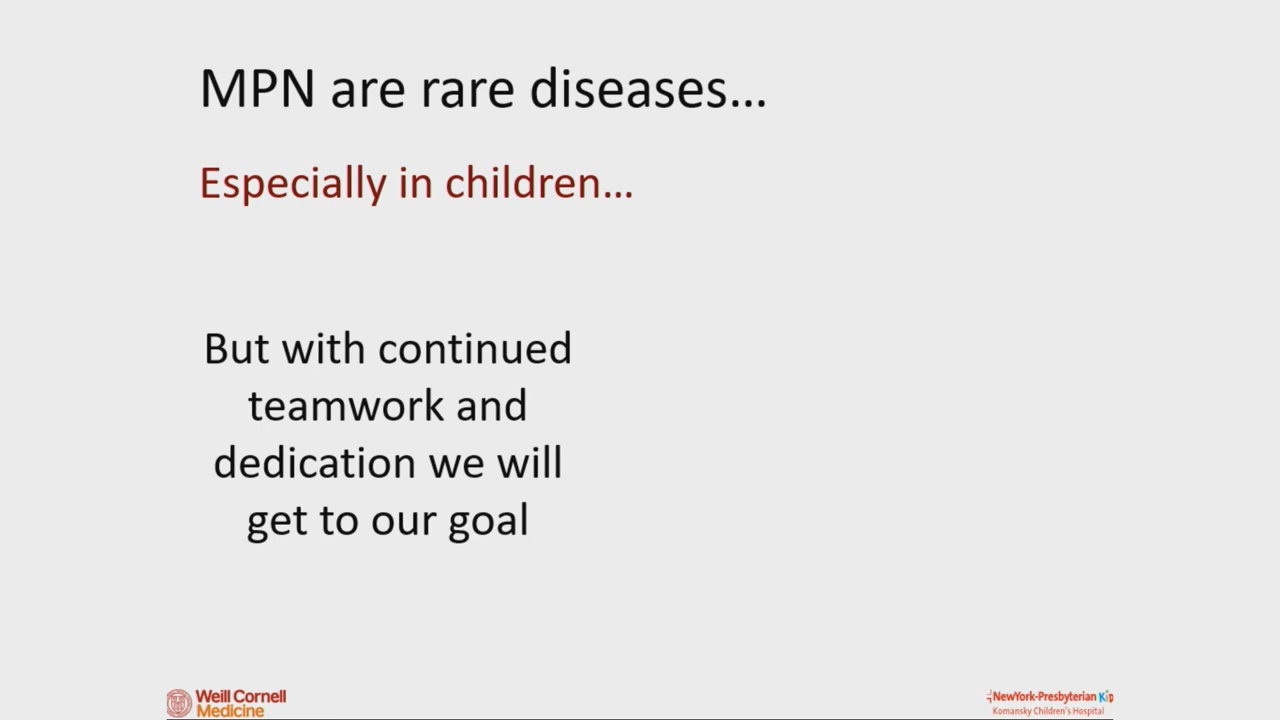 MPN are rare diseases...
Especially in children...
But with continued
teamwork and
dedication we will
get to our goal
Weill Cornell
Medicine
NewYork-Presbyterian Kids
Komansky Children's Hospital